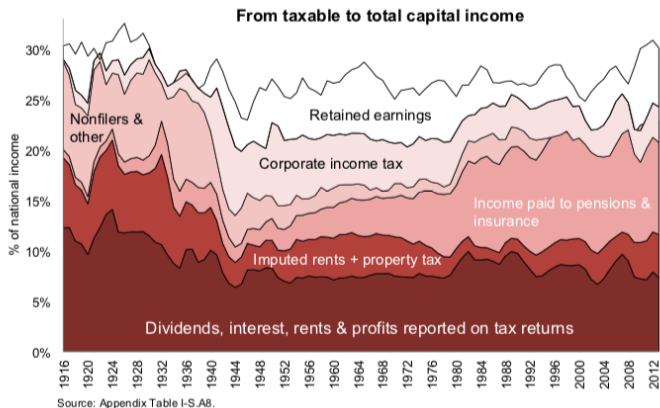 From taxable to total capital income
% of national income
30%
25%
20%
15%
10%
5%
0%
Nonfilers &
other
Retained earnings
Corporate income tax
Income paid to pensions &
insurance
Imputed rents + property tax
Dividends, interest, rents & profits reported on tax returns
1916
1920
1924
1928
1932
1936
1940
1944
1948
1952
1956
1960
1964
1968
1972
1976
1980
1984
1988
1992
1996
2000
2004
2008
2012
Source: Appendix Table I-S.A8.